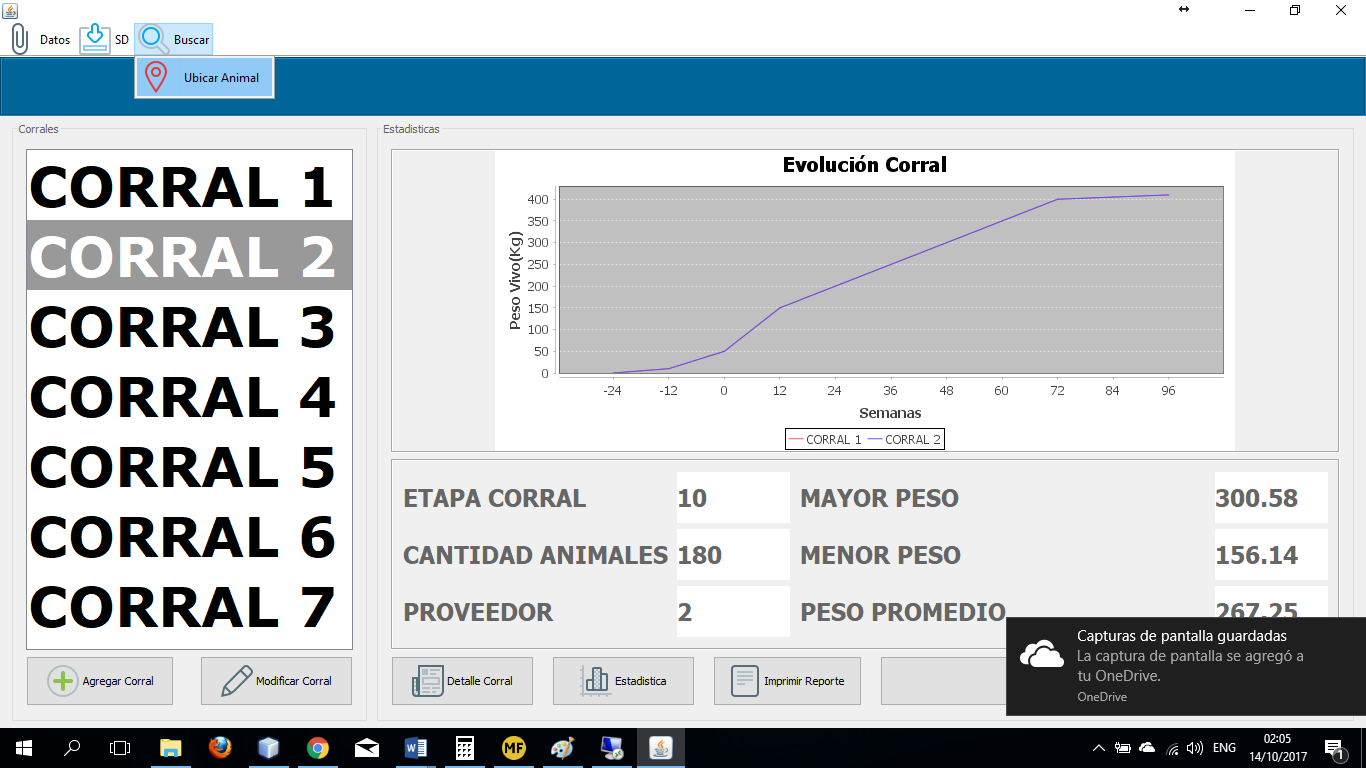 Datos SD Buscar
Ubicar Animal
Corrales
CORRAL 1
CORRAL 2
CORRAL 3
CORRAL 4
CORRAL 5
CORRAL 6
CORRAL 7
Agregar Corral Modificar Corral
Estadisticas
Evolución Corral
Peso Vivo(Kg)
400
350
300
250
200
150
100
50
0
-24 -12 0 12 24 36 48 60 72 84 96
Semanas
CORRAL 1 CORRAL 2
ETAPA CORRAL 10 MAYOR PESO 300.58
CANTIDAD ANIMALES 180 MENOR PESO 156.14
PROVEEDOR 2 PESO PROMEDIO 267.25
Detalle Corral Estadistica Imprimir Reporte
Capturas de pantalla guardadas
La captura de pantalla se agregó a
tu OneDrive.
OneDrive
W MF ENG
02:05
14/10/2017
1